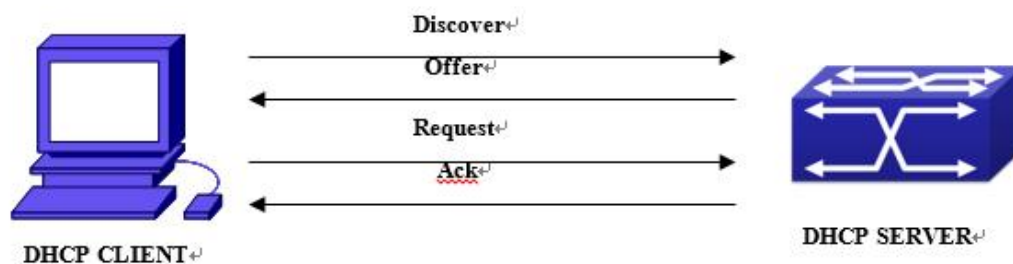 Discover
Offer
Request
Ack
DHCP CLIENT
DHCP SERVER